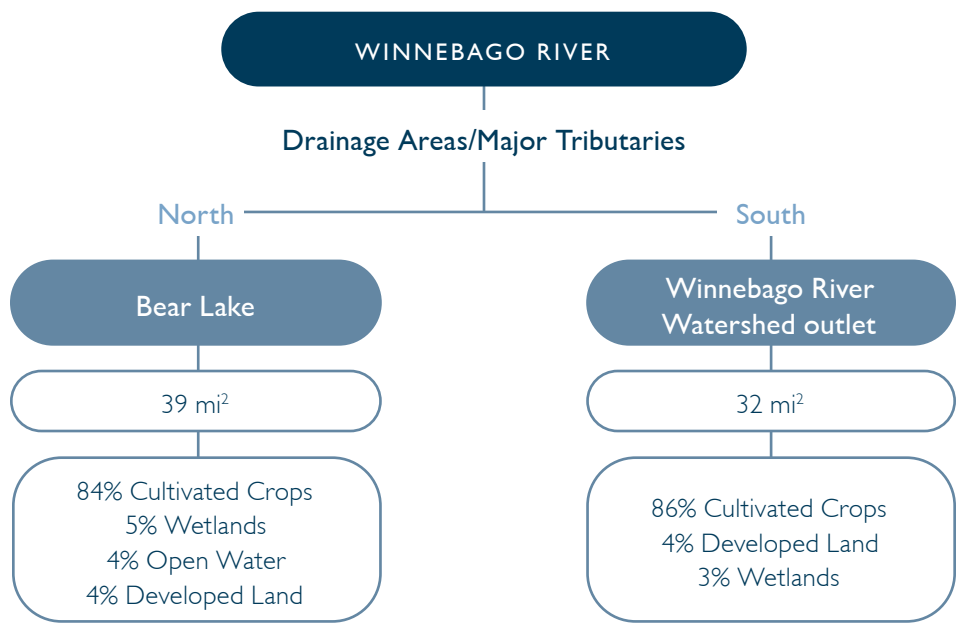 WINNEBAGO RIVER
Drainage Areas/Major Tributaries
North
South
Bear Lake
Winnebago River
Watershed outlet
39 mi²
32 mi²
84% Cultivated Crops
5% Wetlands
4% Open Water
4% Developed Land
86% Cultivated Crops
4% Developed Land
3% Wetlands